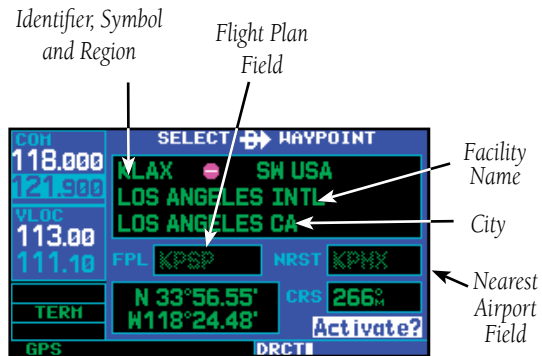 Identifier, Symbol
and Region
Flight Plan
Field
COM
118.000
121.900
VLOC
113.00
111.10
TERM
GPS
SELECT D WAYPOINT
KLAX SW USA
LOS ANGELES INTL
LOS ANGELES CA
FPL KPSP NRST KPHX
N 33°56.55'
W118°24.48'
CRS 266°M
Activate?
DRCT
Facility
Name
City
Nearest
Airport
Field